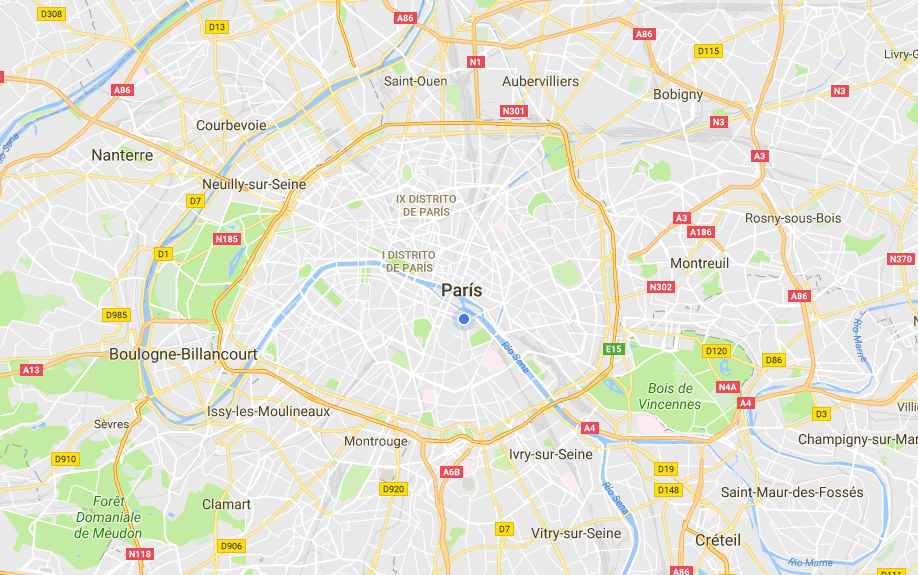 D308
A86
D13
A86
D115
Livry-G
N1
Saint-Ouen
Aubervilliers
A86
Bobigny
N3
N301
N3
Courbevoie
Río Sena
Nanterre
A3
Neuilly-sur-Seine
D7
IX DISTRITO
DE PARÍS
A3
Rosny-sous-Bois
A186
N185
D1
I DISTRITO
DE PARÍS
Montreuil
N370
París
N302
A86
D985
N
Río Marne
E15
D120
Boulogne-Billancourt
Río Sena
D86
A13
Bois de
Vincennes
N4A
A4
Issy-les-Moulineaux
Villi
D3
Sèvres
A4
Montrouge
Champigny-sur-Mar
Ivry-sur-Seine
D910
A6B
D19
D920
D148
Saint-Maur-des-Fossés
Río Sena
Forêt
Domaniale
de Meudon
Clamart
D7
Vitry-sur-Seine
Créteil
D906
N118
Río Marne
A86
D111